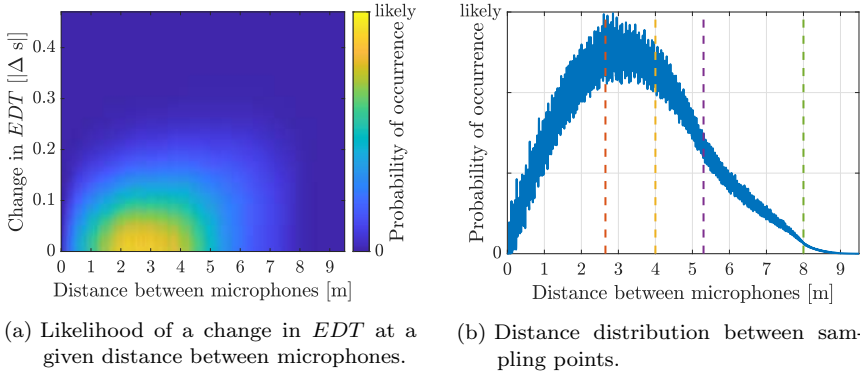 likely
0.4
0.3
0.2
0.1
0
Change in EDT [|Δ s|]
0 1 2 3 4 5 6 7 8 9
Distance between microphones [m]
0
Probability of occurrence
(a) Likelihood of a change in EDT at a
given distance between microphones.
likely
Probability of occurrence
0
0 1 2 3 4 5 6 7 8 9
Distance between microphones [m]
(b) Distance distribution between sam-
pling points.